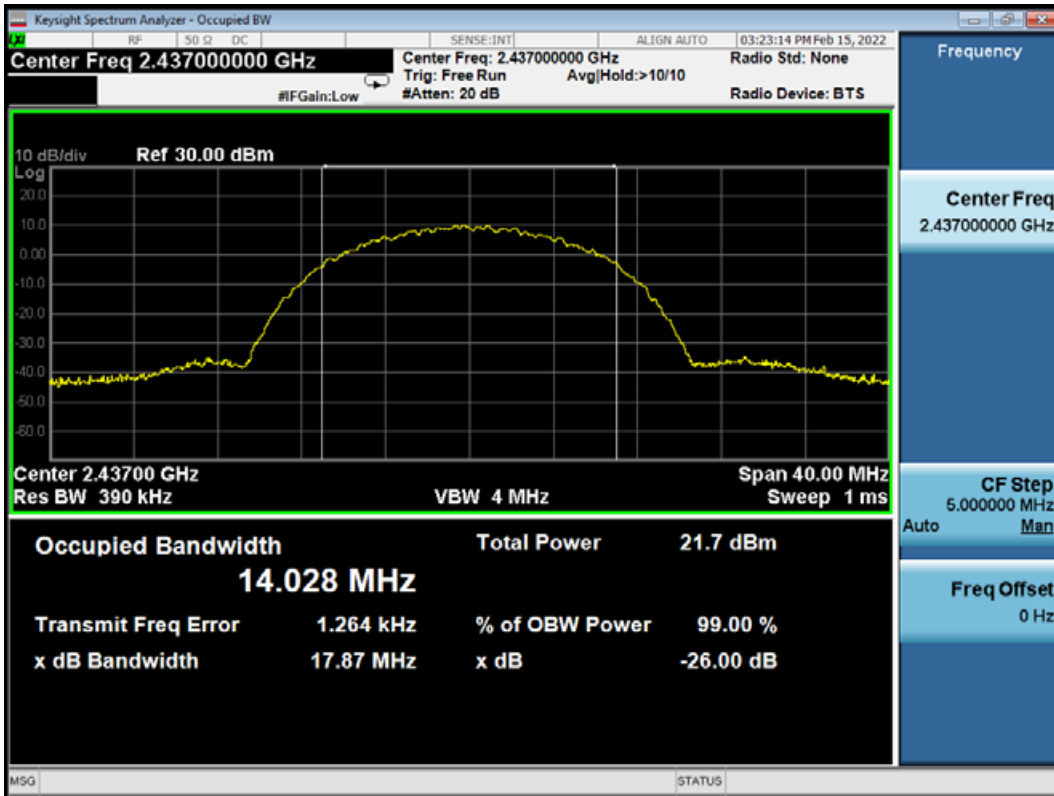 Keysight Spectrum Analyzer - Occupied BW
LXI RF 50 Ω DC SENSE:INT ALIGN AUTO 03:23:14 PM Feb 15, 2022
Center Freq 2.437000000 GHz
Center Freq: 2.437000000 GHz Radio Std: None
Trig: Free Run Avg|Hold:>10/10
#IFGain:Low #Atten: 20 dB Radio Device: BTS
10 dB/div Ref 30.00 dBm
Log
20.0
10.0
0.00
-10.0
-20.0
-30.0
-40.0
-50.0
-60.0
Center 2.43700 GHz Span 40.00 MHz
Res BW 390 kHz VBW 4 MHz Sweep 1 ms
Occupied Bandwidth Total Power 21.7 dBm
14.028 MHz
Transmit Freq Error 1.264 kHz % of OBW Power 99.00 %
x dB Bandwidth 17.87 MHz x dB -26.00 dB
MSG STATUS
Frequency
Center Freq
2.437000000 GHz
CF Step
5.000000 MHz
Auto Man
Freq Offset
0 Hz